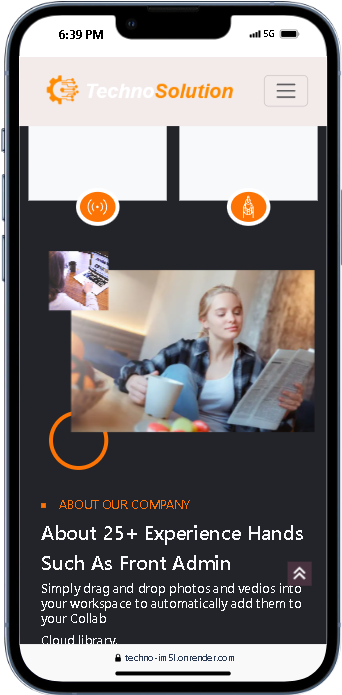 6:39 PM
5G
TechnoSolution
ABOUT OUR COMPANY
About 25+ Experience Hands
Such As Front Admin
Simply drag and drop photos and vedios into
your workspace to automatically add them to
your Collab
Cloud library.
techno-im5l.onrender.com